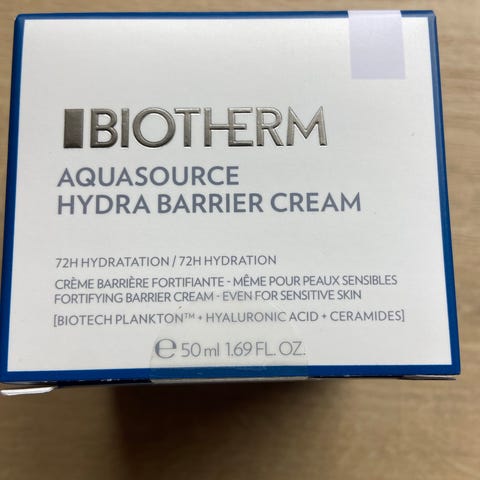 BIOTHERM
AQUASOURCE
HYDRA BARRIER CREAM
72H HYDRATATION / 72H HYDRATION
CRÈME BARRIÈRE FORTIFIANTE - MÊME POUR PEAUX SENSIBLES
FORTIFYING BARRIER CREAM - EVEN FOR SENSITIVE SKIN
[BIOTECH PLANKTON™ + HYALURONIC ACID + CERAMIDES]
℮ 50 ml 1.69 FL. OZ.